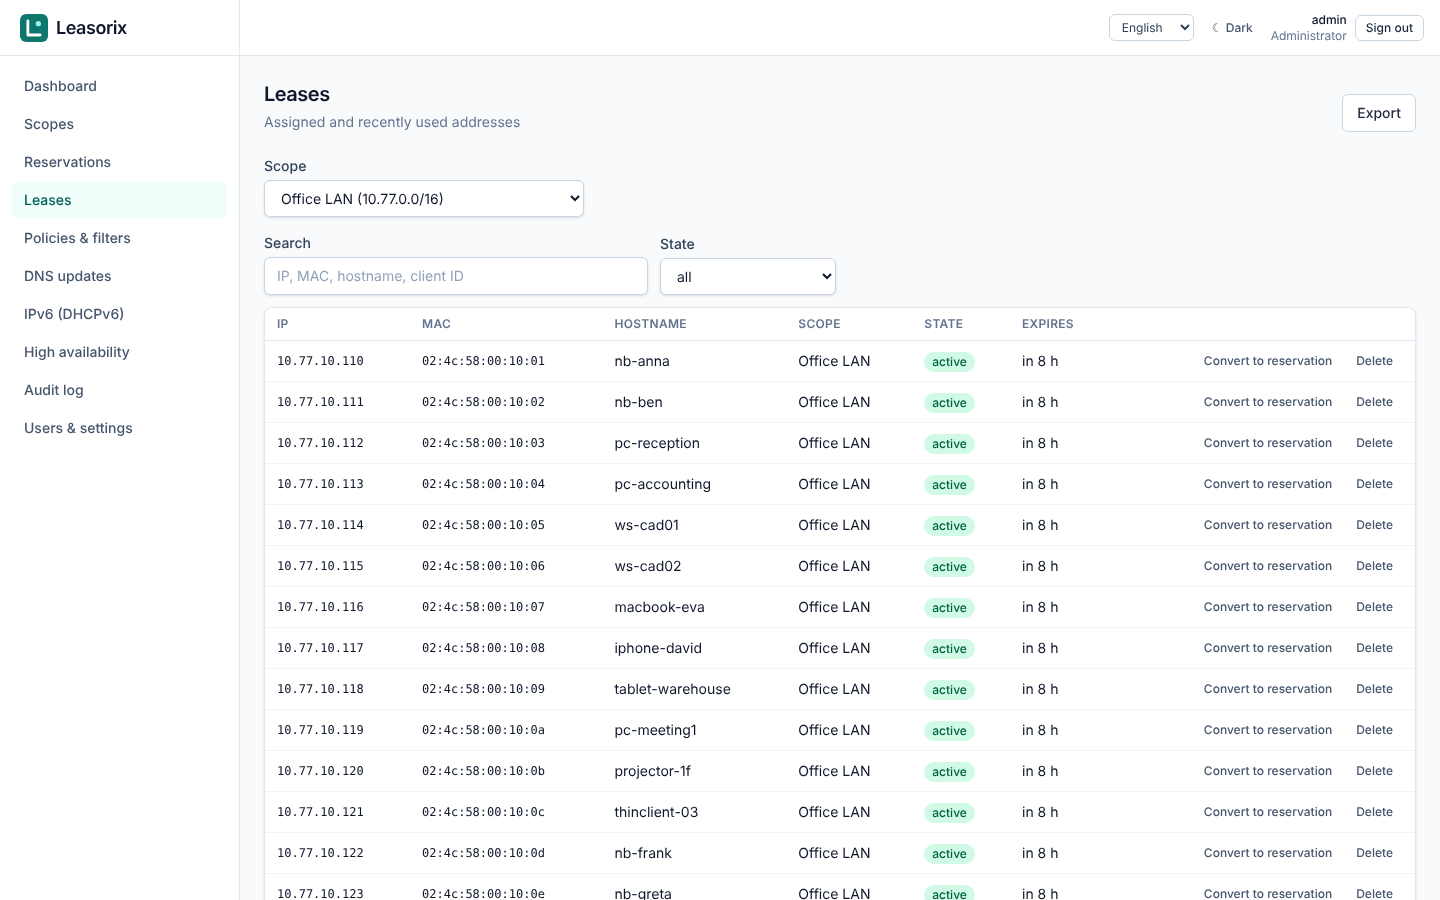 Leasorix
English
☾ Dark
admin
Administrator
Sign out
Dashboard
Scopes
Reservations
Leases
Policies & filters
DNS updates
IPv6 (DHCPv6)
High availability
Audit log
Users & settings
Leases
Assigned and recently used addresses
Export
Scope
Office LAN (10.77.0.0/16)
Search
State
IP, MAC, hostname, client ID
all
IP MAC HOSTNAME SCOPE STATE EXPIRES
10.77.10.110 02:4c:58:00:10:01 nb-anna Office LAN active in 8 h Convert to reservation Delete
10.77.10.111 02:4c:58:00:10:02 nb-ben Office LAN active in 8 h Convert to reservation Delete
10.77.10.112 02:4c:58:00:10:03 pc-reception Office LAN active in 8 h Convert to reservation Delete
10.77.10.113 02:4c:58:00:10:04 pc-accounting Office LAN active in 8 h Convert to reservation Delete
10.77.10.114 02:4c:58:00:10:05 ws-cad01 Office LAN active in 8 h Convert to reservation Delete
10.77.10.115 02:4c:58:00:10:06 ws-cad02 Office LAN active in 8 h Convert to reservation Delete
10.77.10.116 02:4c:58:00:10:07 macbook-eva Office LAN active in 8 h Convert to reservation Delete
10.77.10.117 02:4c:58:00:10:08 iphone-david Office LAN active in 8 h Convert to reservation Delete
10.77.10.118 02:4c:58:00:10:09 tablet-warehouse Office LAN active in 8 h Convert to reservation Delete
10.77.10.119 02:4c:58:00:10:0a pc-meeting1 Office LAN active in 8 h Convert to reservation Delete
10.77.10.120 02:4c:58:00:10:0b projector-1f Office LAN active in 8 h Convert to reservation Delete
10.77.10.121 02:4c:58:00:10:0c thinclient-03 Office LAN active in 8 h Convert to reservation Delete
10.77.10.122 02:4c:58:00:10:0d nb-frank Office LAN active in 8 h Convert to reservation Delete
10.77.10.123 02:4c:58:00:10:0e nb-greta Office LAN active in 8 h Convert to reservation Delete